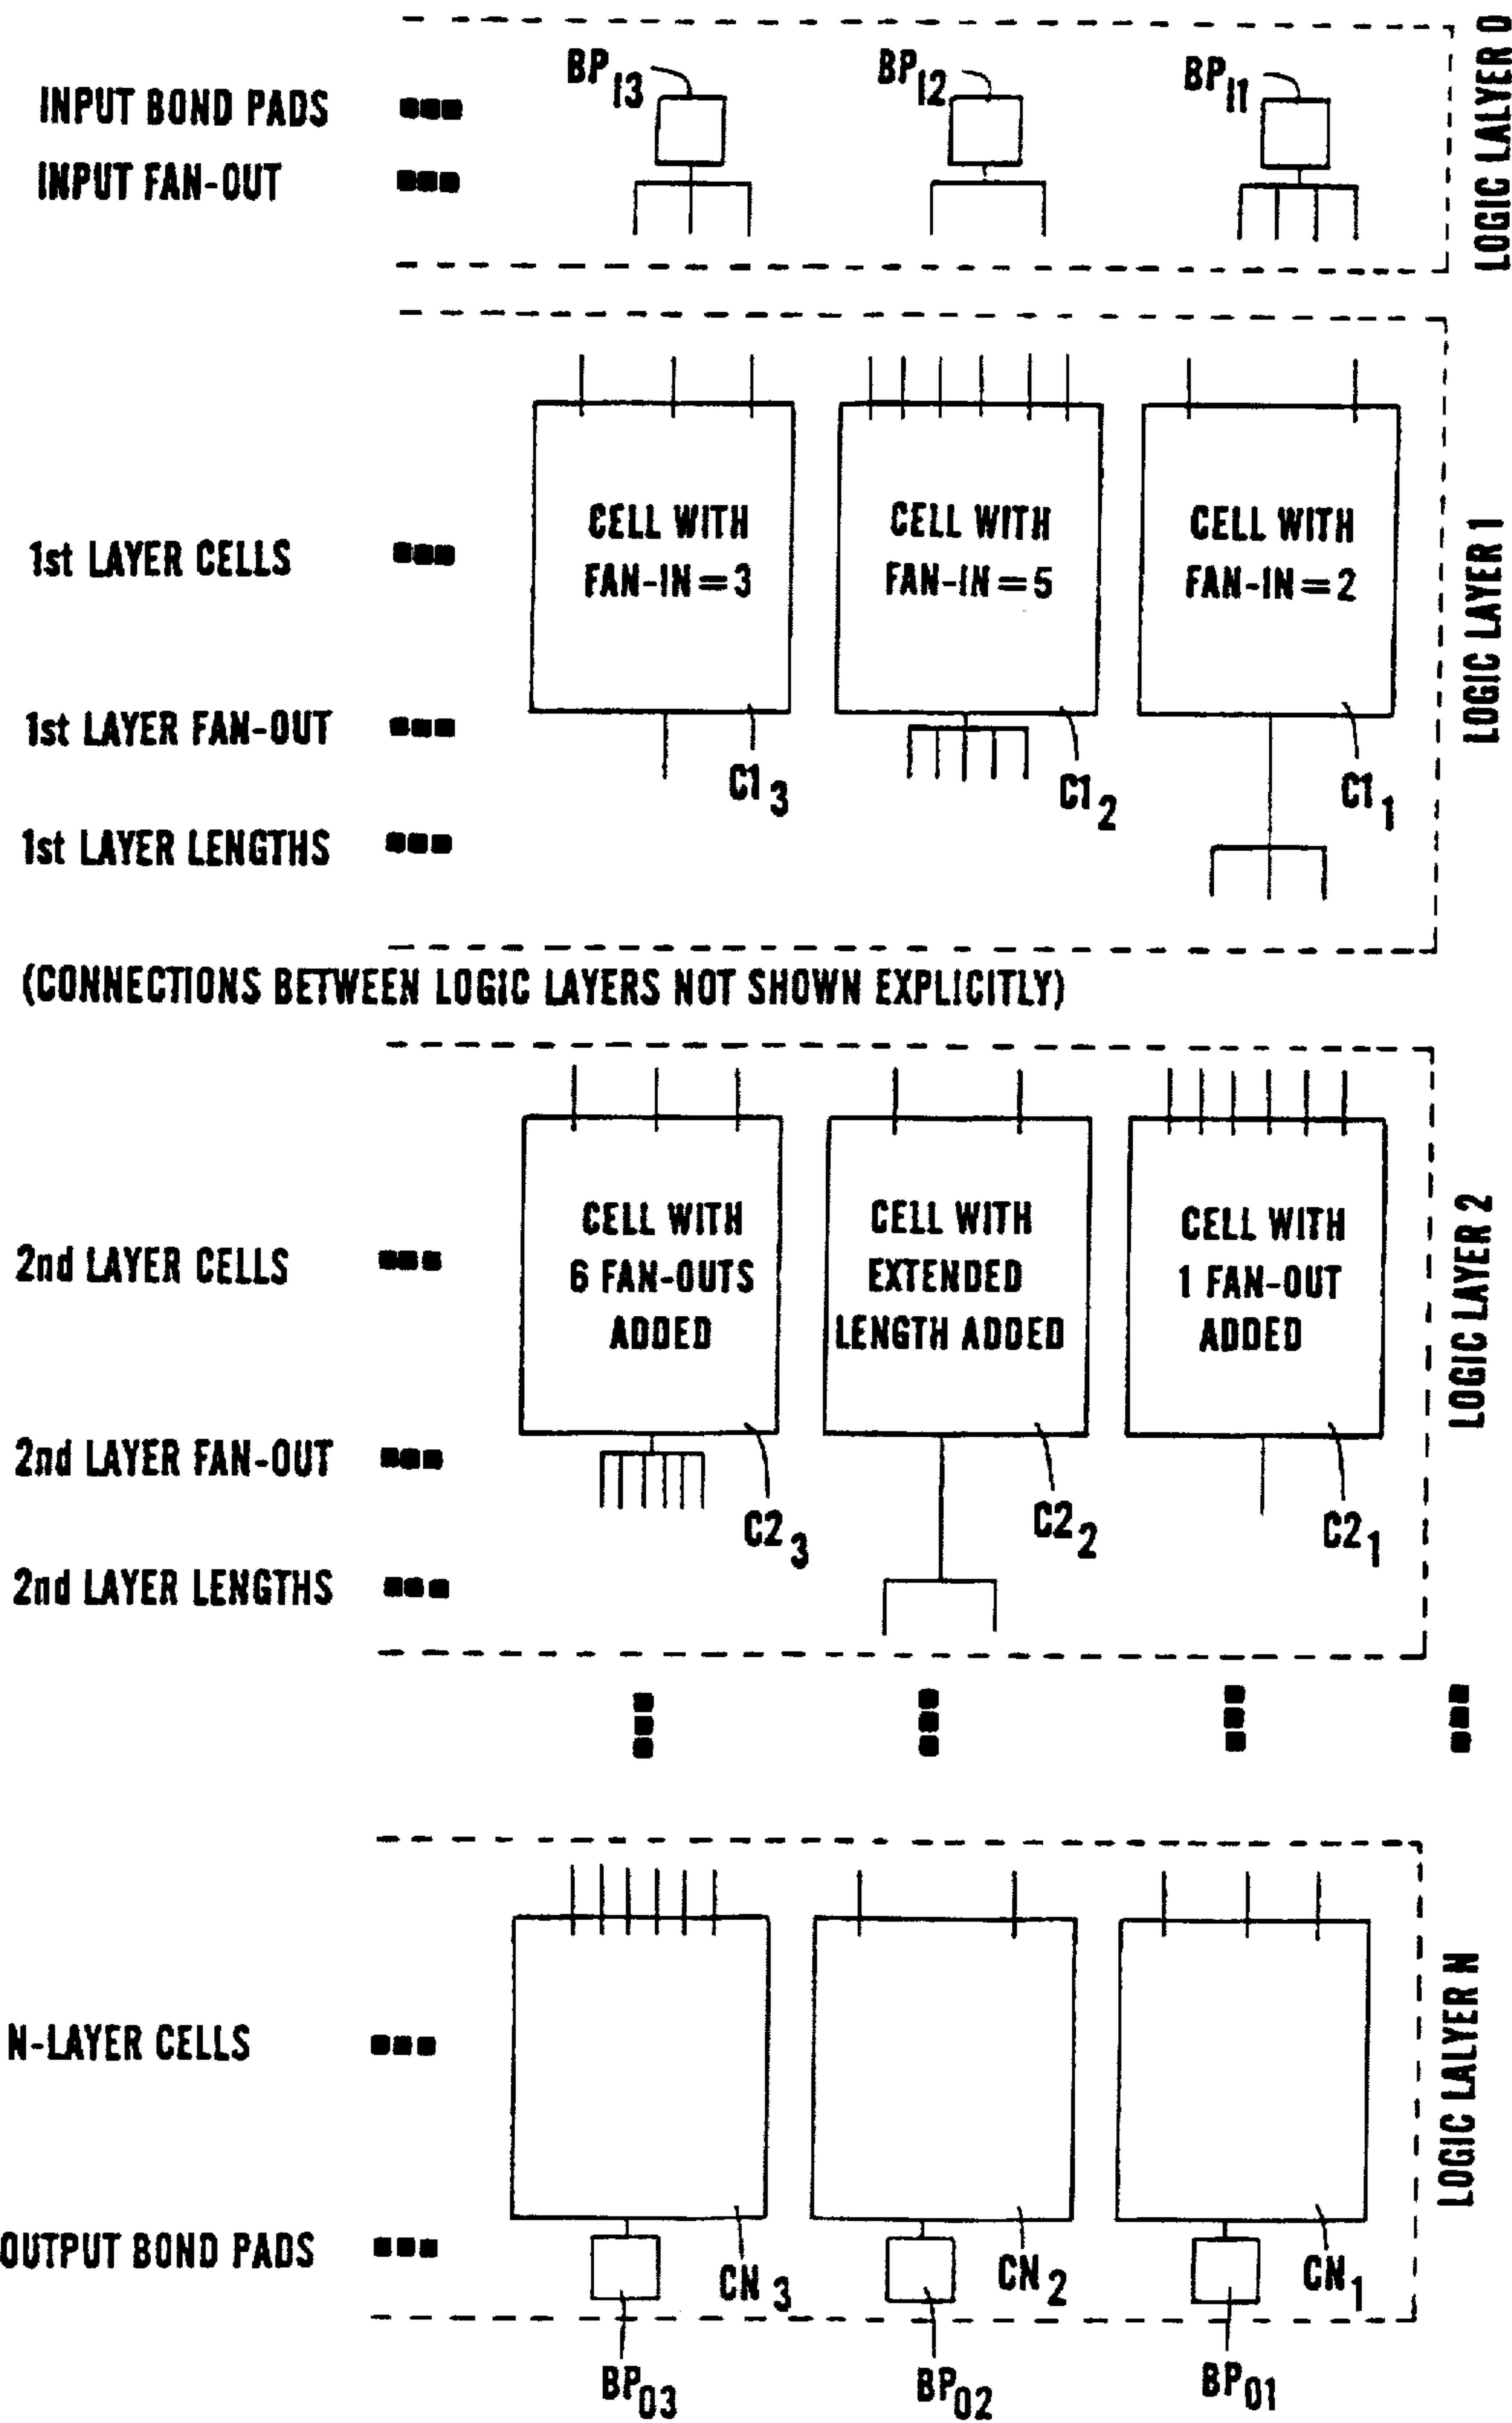 LOGIC LALYER 0
BP I3
BP I2
BP I1
INPUT BOND PADS
INPUT FAN-OUT
LOGIC LAYER 1
1st LAYER CELLS
CELL WITH
FAN-IN = 3
CELL WITH
FAN-IN = 5
CELL WITH
FAN-IN = 2
1st LAYER FAN-OUT
C1 3
C1 2
C1 1
1st LAYER LENGTHS
(CONNECTIONS BETWEEN LOGIC LAYERS NOT SHOWN EXPLICITLY)
LOGIC LAYER 2
2nd LAYER CELLS
CELL WITH
6 FAN-OUTS
ADDED
CELL WITH
EXTENDED
LENGTH ADDED
CELL WITH
1 FAN-OUT
ADDED
2nd LAYER FAN-OUT
C2 3
C2 2
C2 1
2nd LAYER LENGTHS
LOGIC LALYER N
N-LAYER CELLS
OUTPUT BOND PADS
CN 3
CN 2
CN 1
BP 03
BP 02
BP 01